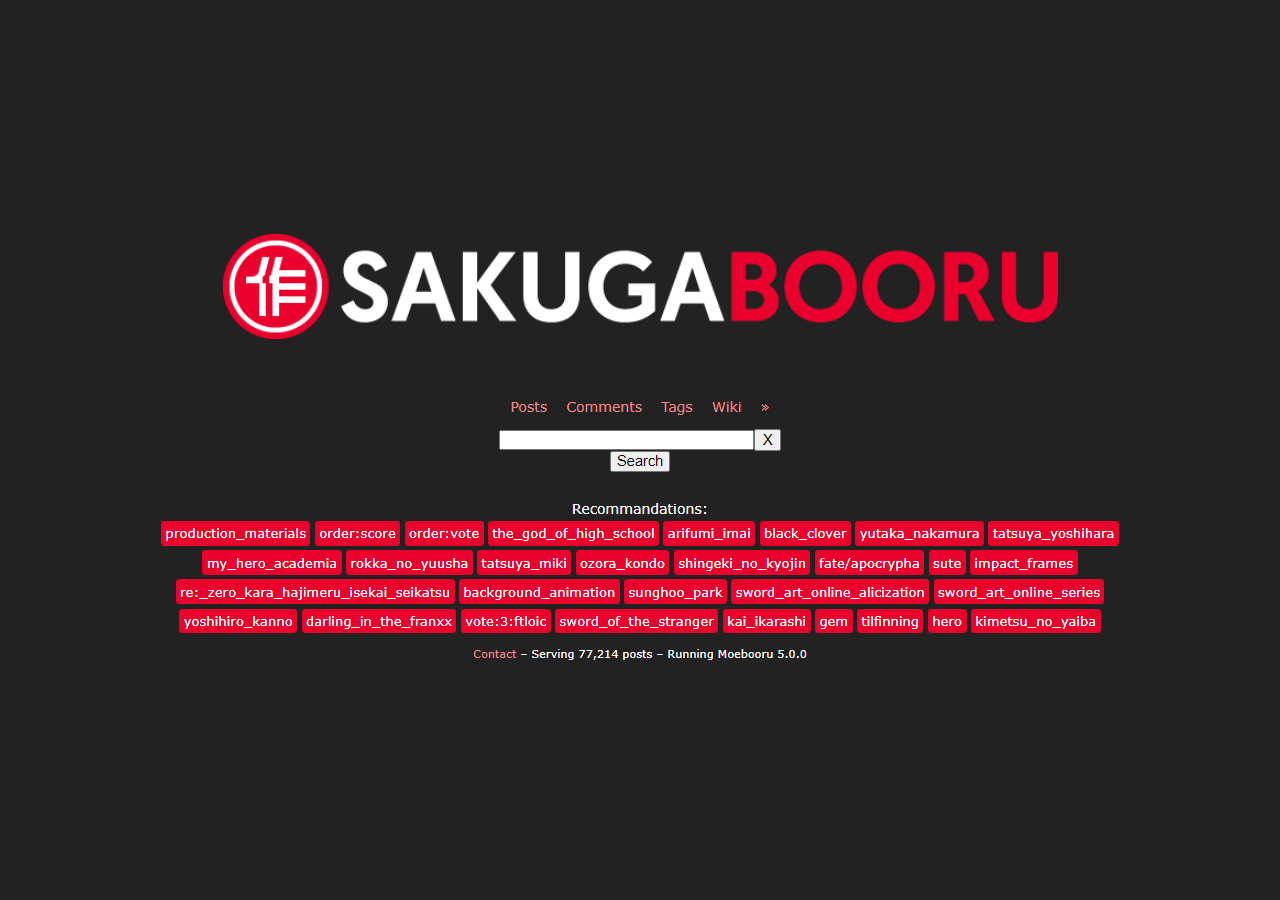 作 SAKUGABOORU
Posts Comments Tags Wiki »
X
Search
Recommandations:
production_materials order:score order:vote the_god_of_high_school arifumi_imai black_clover yutaka_nakamura tatsuya_yoshihara
my_hero_academia rokka_no_yuusha tatsuya_miki ozora_kondo shingeki_no_kyojin fate/apocrypha sute impact_frames
re:_zero_kara_hajimeru_isekai_seikatsu background_animation sunghoo_park sword_art_online_alicization sword_art_online_series
yoshihiro_kanno darling_in_the_franxx vote:3:ftloic sword_of_the_stranger kai_ikarashi gem tilfinning hero kimetsu_no_yaiba
Contact – Serving 77,214 posts – Running Moebooru 5.0.0